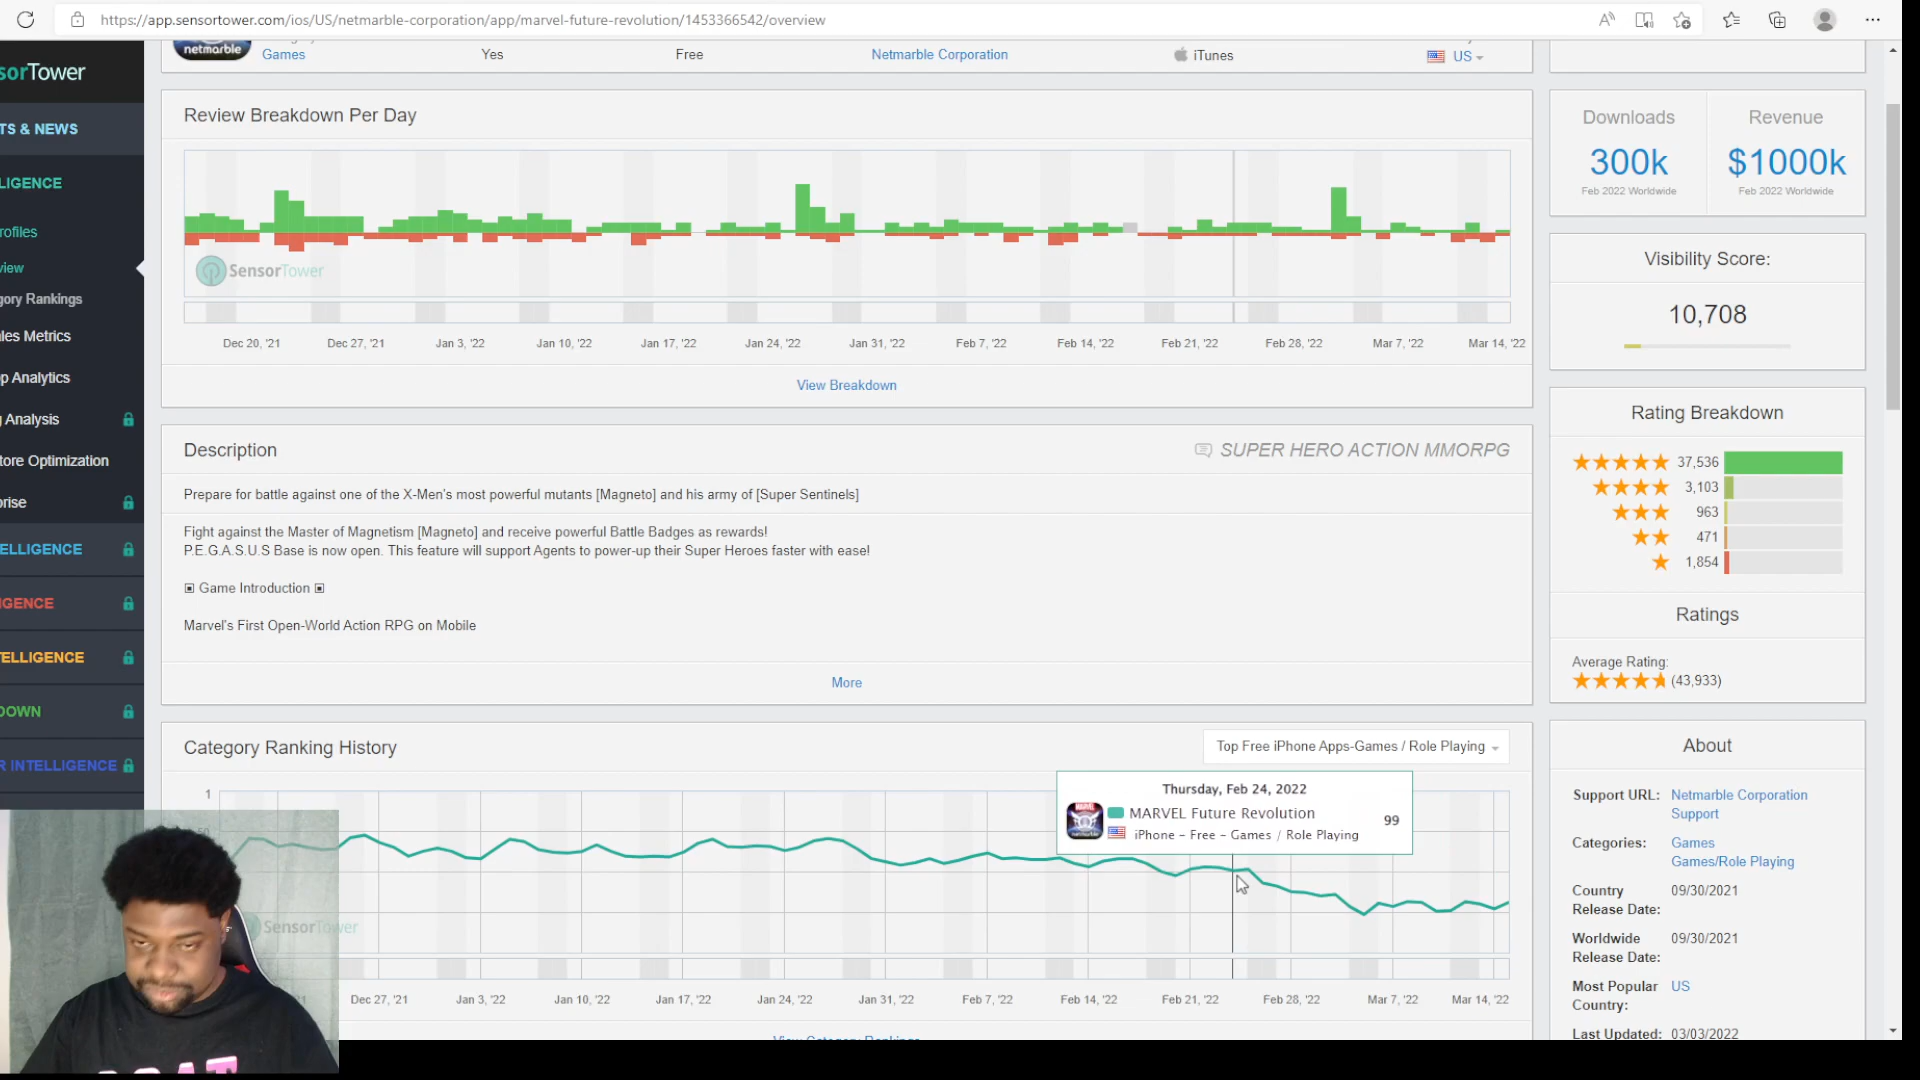 https://app.sensortower.com/ios/US/netmarble-corporation/app/marvel-future-revolution/1453366542/overview
netmarble
Games
Yes
Free
Netmarble Corporation
iTunes
US
sorTower
TS & NEWS
LIGENCE
rofiles
view
gory Rankings
ales Metrics
p Analytics
g Analysis
tore Optimization
prise
ELLIGENCE
IGENCE
TELLIGENCE
DOWN
R INTELLIGENCE
Review Breakdown Per Day
SensorTower
Dec 20, '21
Dec 27, '21
Jan 3, '22
Jan 10, '22
Jan 17, '22
Jan 24, '22
Jan 31, '22
Feb 7, '22
Feb 14, '22
Feb 21, '22
Feb 28, '22
Mar 7, '22
Mar 14, '22
View Breakdown
Description
SUPER HERO ACTION MMORPG
Prepare for battle against one of the X-Men's most powerful mutants [Magneto] and his army of [Super Sentinels]
Fight against the Master of Magnetism [Magneto] and receive powerful Battle Badges as rewards!
P.E.G.A.S.U.S Base is now open. This feature will support Agents to power-up their Super Heroes faster with ease!
▣ Game Introduction ▣
Marvel's First Open-World Action RPG on Mobile
More
Category Ranking History
Top Free iPhone Apps-Games / Role Playing
1
Thursday, Feb 24, 2022
MARVEL Future Revolution
iPhone – Free – Games / Role Playing
99
SensorTower
Dec 27, '21
Jan 3, '22
Jan 10, '22
Jan 17, '22
Jan 24, '22
Jan 31, '22
Feb 7, '22
Feb 14, '22
Feb 21, '22
Feb 28, '22
Mar 7, '22
Mar 14, '22
View Category Rankings
Downloads
300k
Feb 2022 Worldwide
Revenue
$1000k
Feb 2022 Worldwide
Visibility Score:
10,708
Rating Breakdown
37,536
3,103
963
471
1,854
Ratings
Average Rating:
(43,933)
About
Support URL: Netmarble Corporation
Support
Categories: Games
Games/Role Playing
Country 09/30/2021
Release Date:
Worldwide 09/30/2021
Release Date:
Most Popular US
Country:
Last Updated: 03/03/2022